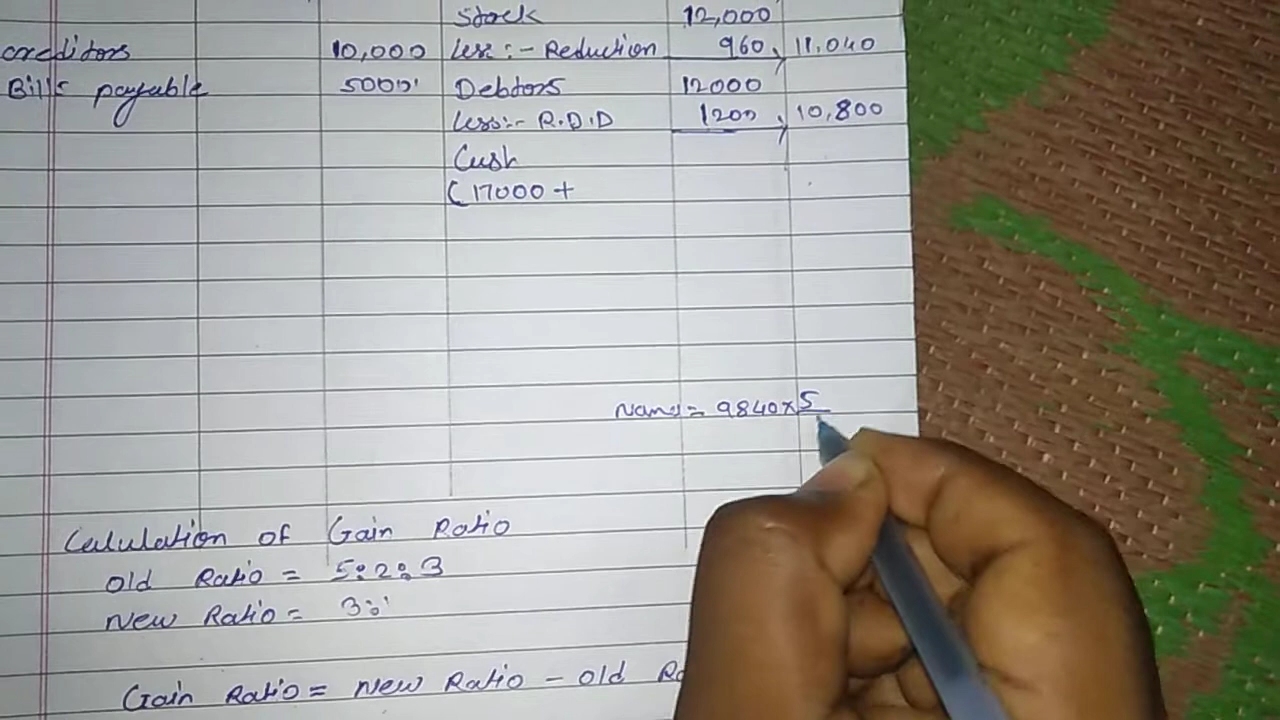 Stock 12,000
creditors 10,000 Less :- Reduction 960, 11,040
Bills payable 5000 Debtors 12000
Less:- R.D.D 1200, 10,800
Cash
(17000 +
= 9840 x 5
Calulation of Gain Ratio
Old Ratio = 5:2:3
New Ratio = 3:
Gain Ratio = New Ratio - Old